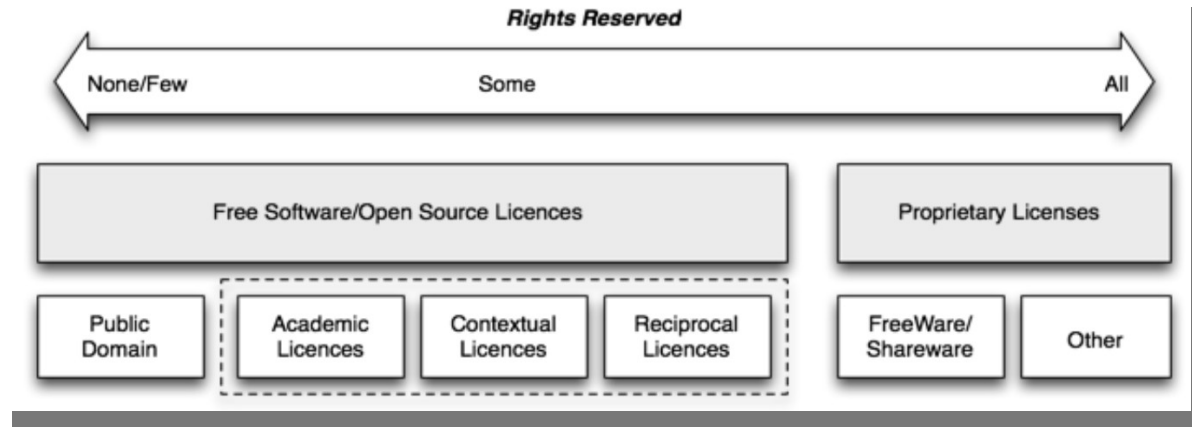 Rights Reserved
None/Few Some All
Free Software/Open Source Licences Proprietary Licenses
Public
Domain
Academic
Licences
Contextual
Licences
Reciprocal
Licences
FreeWare/
Shareware
Other